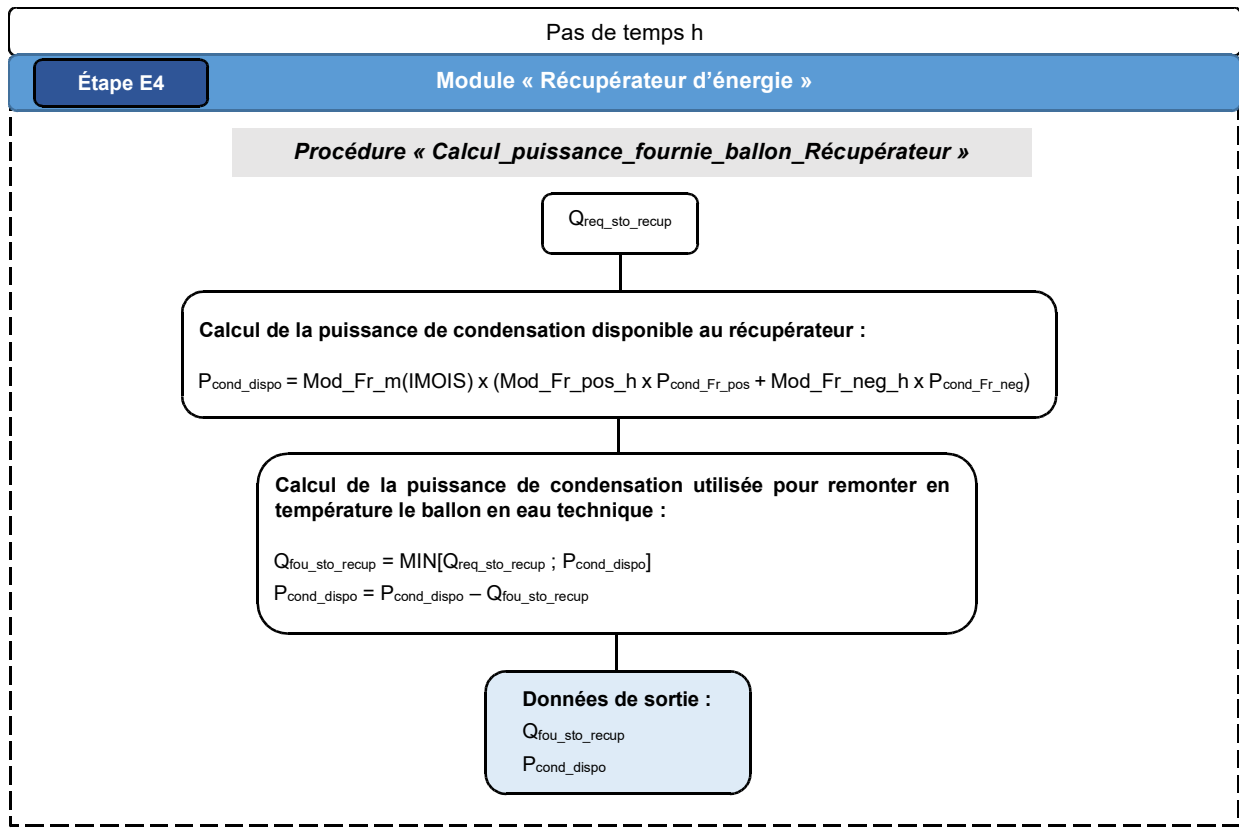 Pas de temps h
Étape E4
Module « Récupérateur d’énergie »
Procédure « Calcul_puissance_fournie_ballon_Récupérateur »
Qreq_sto_recup
Calcul de la puissance de condensation disponible au récupérateur :
Pcond_dispo = Mod_Fr_m(IMOIS) x (Mod_Fr_pos_h x Pcond_Fr_pos + Mod_Fr_neg_h x Pcond_Fr_neg)
Calcul de la puissance de condensation utilisée pour remonter en
température le ballon en eau technique :
Qfou_sto_recup = MIN[Qreq_sto_recup ; Pcond_dispo]
Pcond_dispo = Pcond_dispo – Qfou_sto_recup
Données de sortie :
Qfou_sto_recup
Pcond_dispo